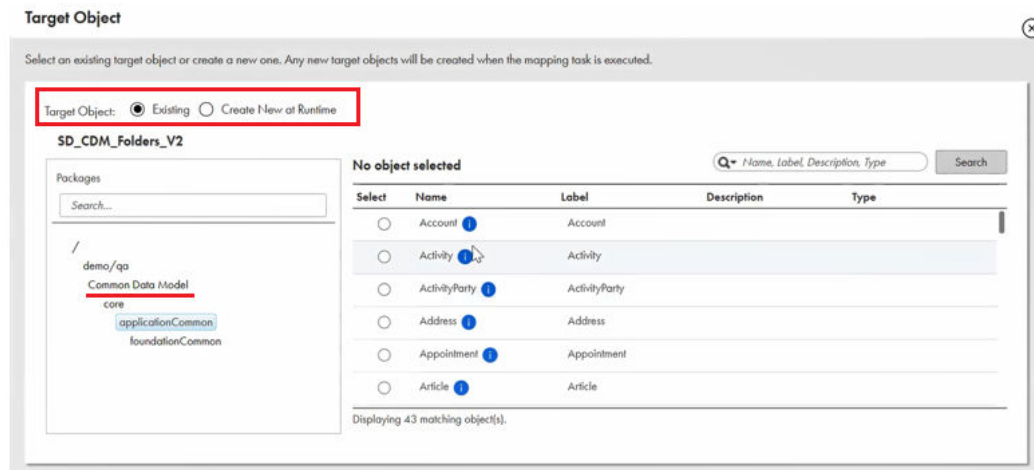 Target Object
Select an existing target object or create a new one. Any new target objects will be created when the mapping task is executed.
Target Object: Existing Create New at Runtime
SD_CDM_Folders_V2
Packages
Search...
/
demo/qa
Common Data Model
core
applicationCommon
foundationCommon
No object selected
Name, Label, Description, Type Search
Select Name Label Description Type
Account i Account
Activity i Activity
ActivityParty i ActivityParty
Address i Address
Appointment i Appointment
Article i Article
Displaying 43 matching object(s).